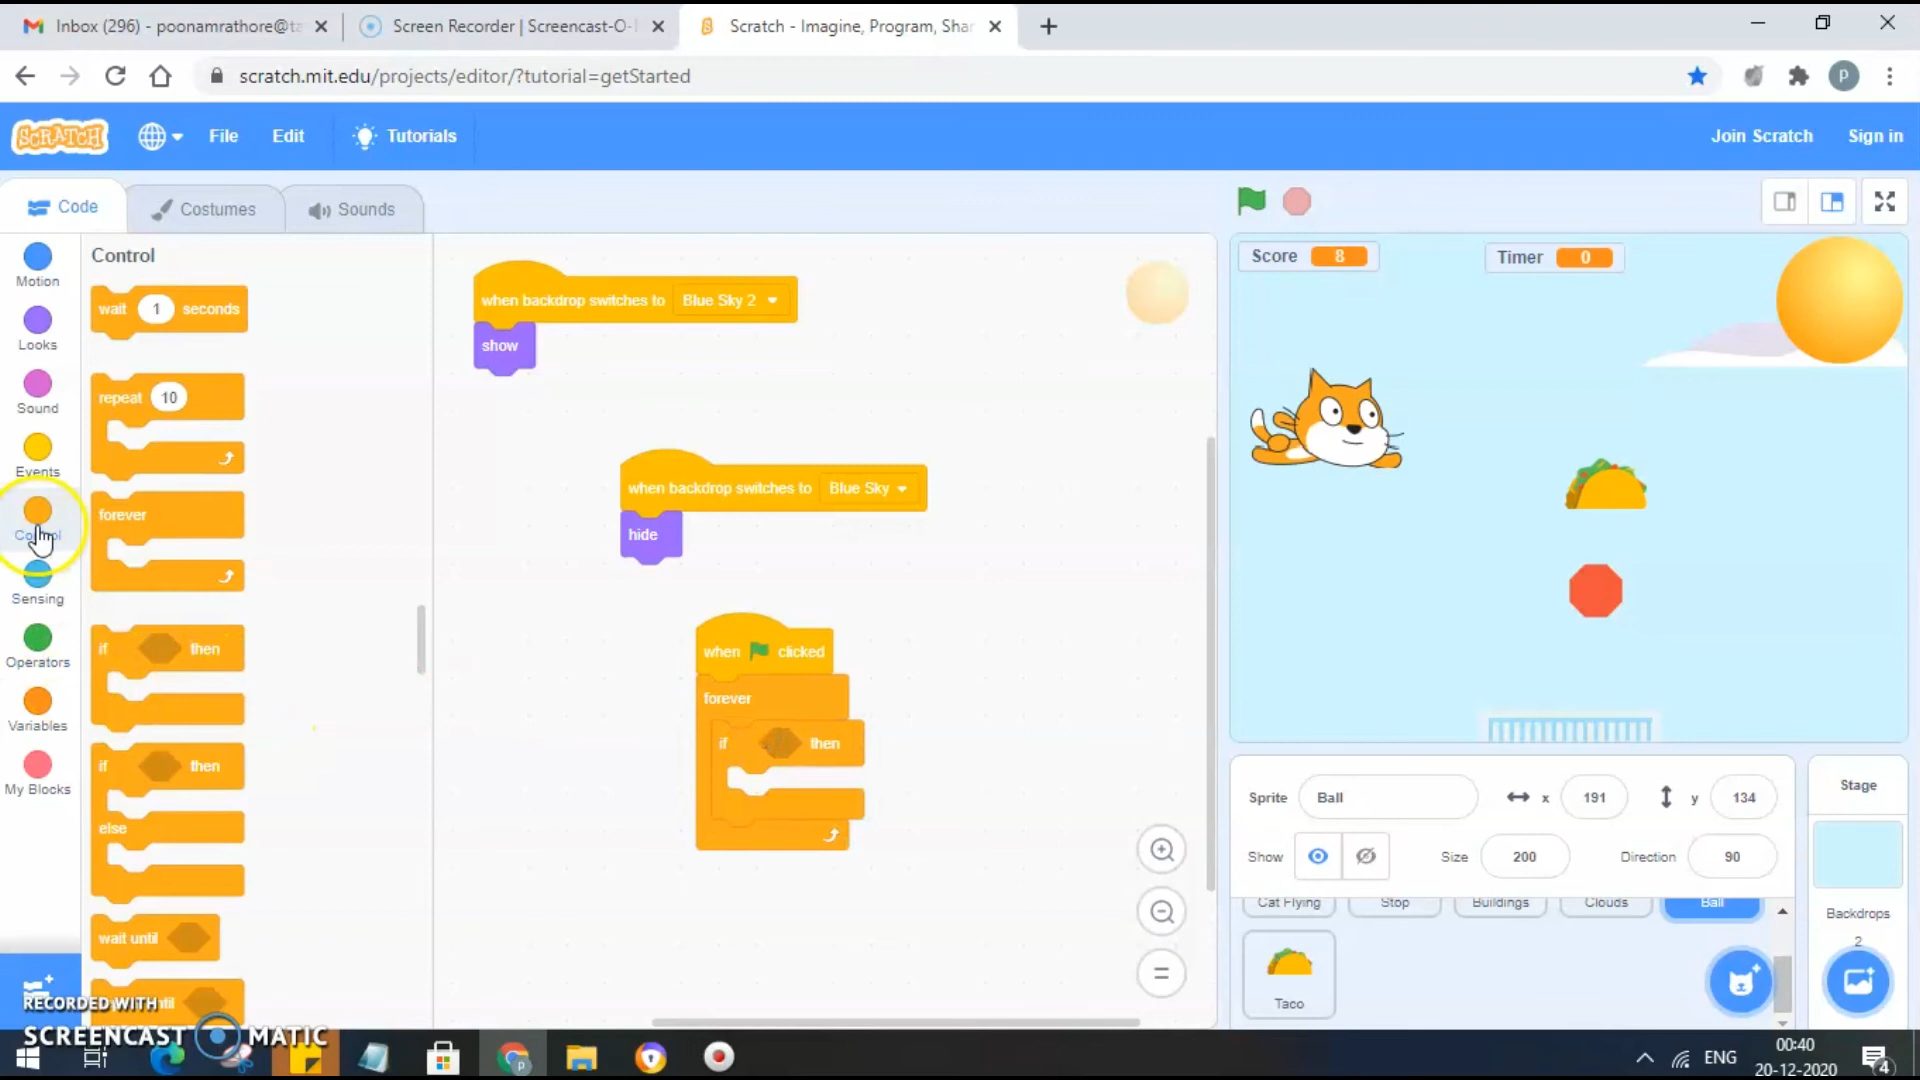 Inbox (296) - poonamrathore@ta
Screen Recorder | Screencast-O-
Scratch - Imagine, Program, Shar
scratch.mit.edu/projects/editor/?tutorial=getStarted
P
SCRATCH
File
Edit
Tutorials
Join Scratch
Sign in
Code
Costumes
Sounds
Motion
Looks
Sound
Events
Control
Sensing
Operators
Variables
My Blocks
Control
wait 1 seconds
repeat 10
forever
if then
if then
else
wait until
when backdrop switches to Blue Sky 2
show
when backdrop switches to Blue Sky
hide
when clicked
forever
if then
Score 8
Timer 0
Sprite Ball x 191 y 134
Show Size 200 Direction 90
Cat Flying
Stop
Buildings
Clouds
Ball
Taco
Stage
Backdrops
2
RECORDED WITH
SCREENCAST MATIC
ENG
00:40
20-12-2020
4